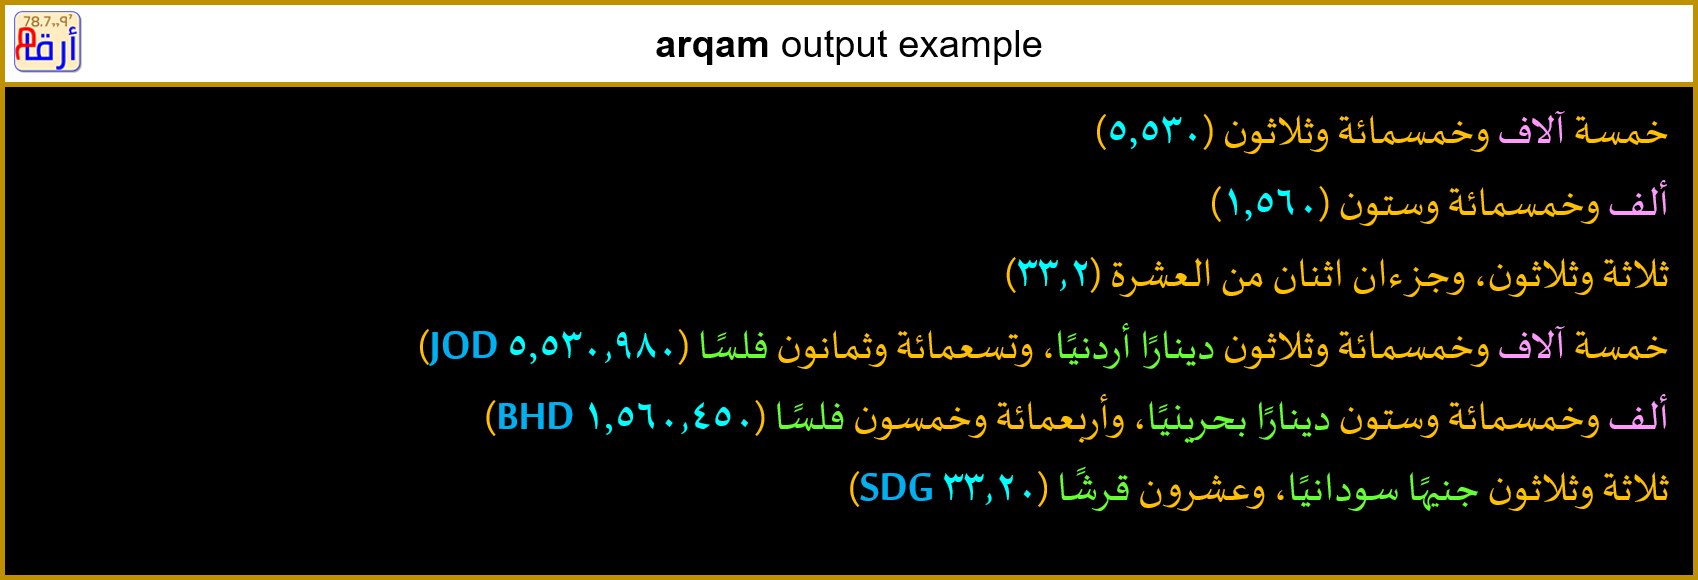 78.7,,٩٢
أرقام
arqam output example
خمسة آلاف وخمسمائة وثلاثون (٥,٥٣٠)
ألف وخمسمائة وستون (١,٥٦٠)
ثلاثة وثلاثون، وجزءان اثنان من العشرة (٣٣,٢)
خمسة آلاف وخمسمائة وثلاثون دينارًا أردنيًا، وتسعمائة وثمانون فلسًا (JOD ٥,٥٣٠,٩٨٠)
ألف وخمسمائة وستون دينارًا بحرينيًا، وأربعمائة وخمسون فلسًا (BHD ١,٥٦٠,٤٥٠)
ثلاثة وثلاثون جنيهًا سودانيًا، وعشرون قرشًا (SDG ٣٣,٢٠)